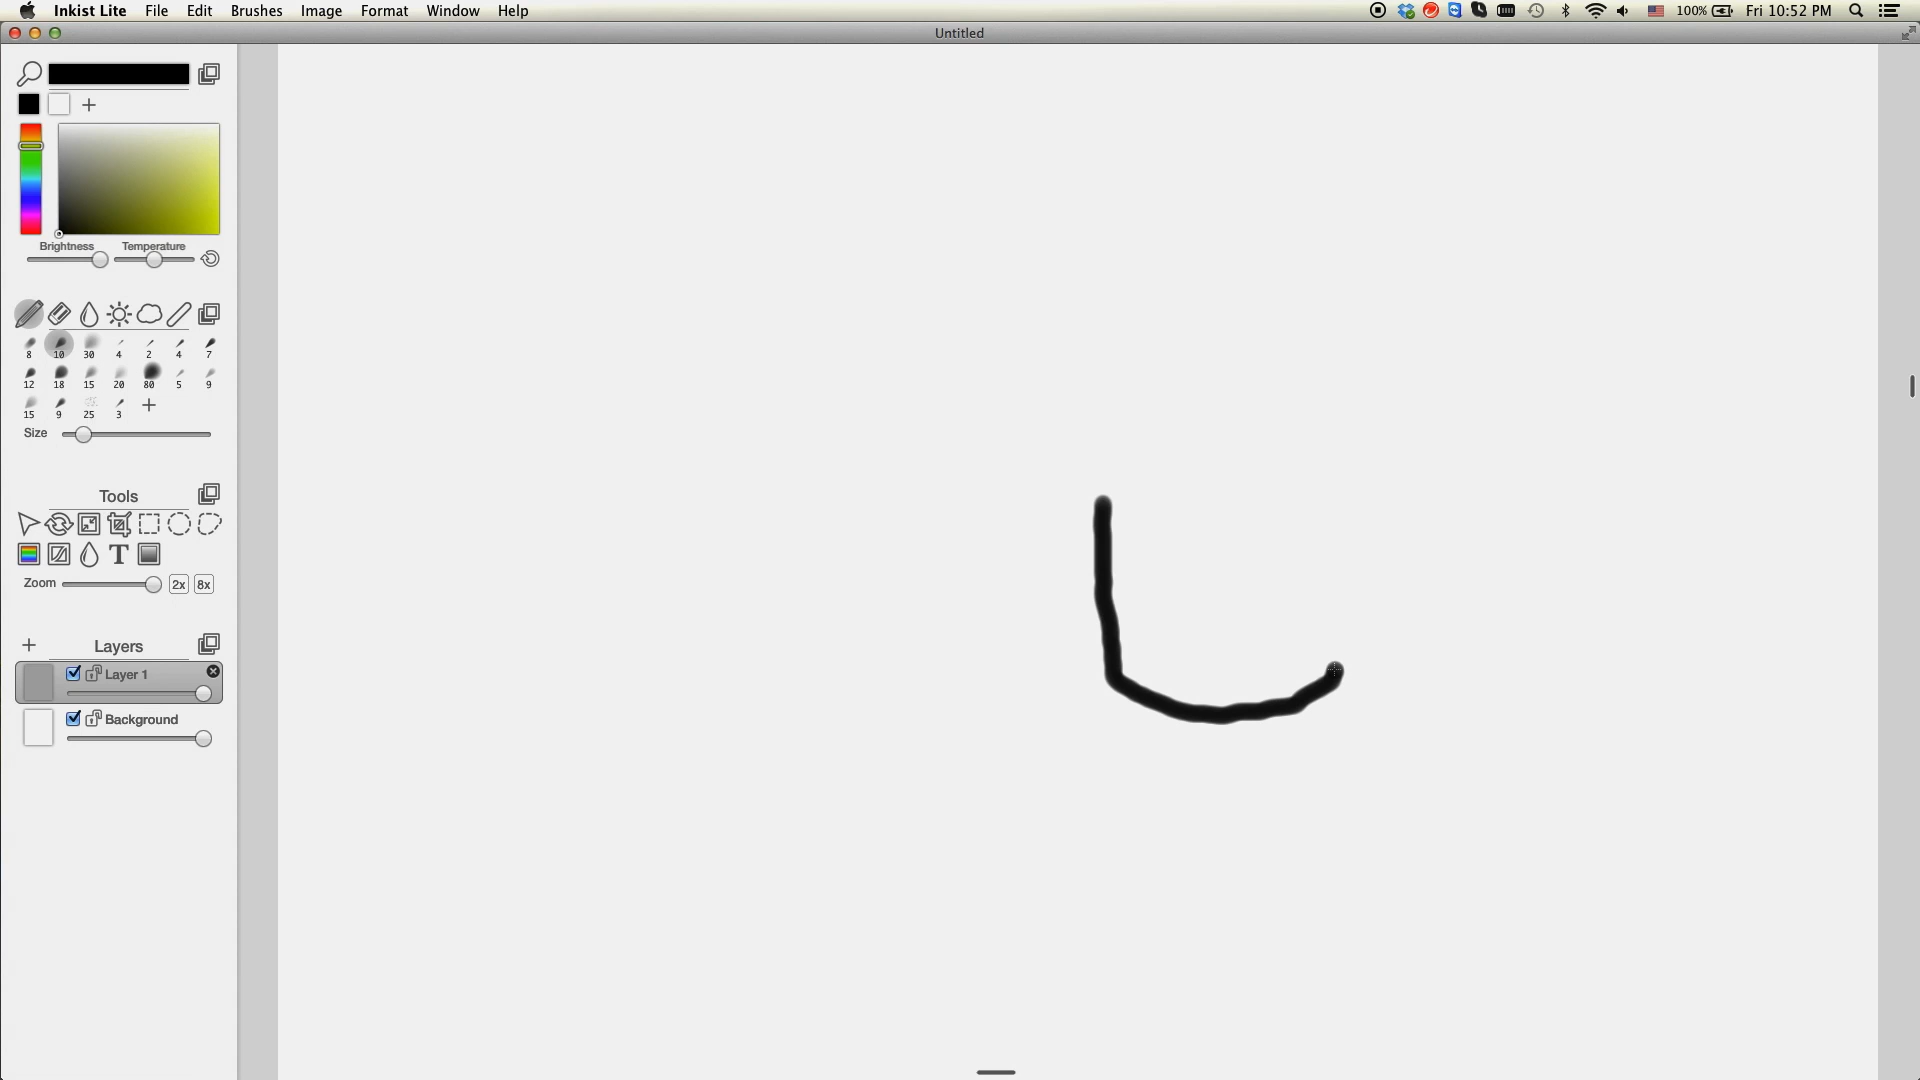 Inkist Lite File Edit Brushes Image Format Window Help 100% Fri 10:52 PM
Untitled
Brightness Temperature
8 10 30 4 2 4 7
12 18 15 20 80 5 9
15 9 25 3
Size
Tools
T
Zoom 2x 8x
Layers
Layer 1
Background